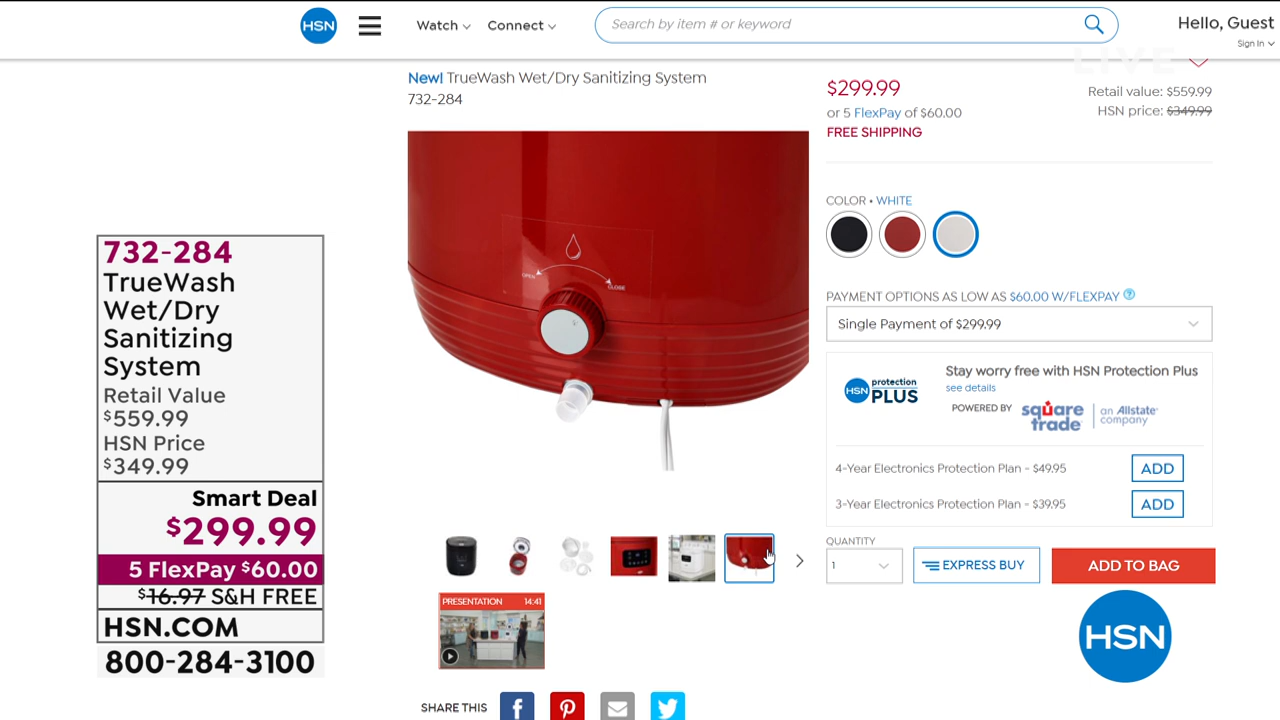 HSN
Watch
Connect
Search by item # or keyword
Hello, Guest
Sign In
LIVE
New! TrueWash Wet/Dry Sanitizing System
732-284
$299.99
Retail value: $559.99
or 5 FlexPay of $60.00
HSN price: $349.99
FREE SHIPPING
OPEN
CLOSE
COLOR • WHITE
732-284
TrueWash
Wet/Dry
Sanitizing
System
Retail Value
$559.99
HSN Price
$349.99
Smart Deal
$299.99
5 FlexPay $60.00
$16.97 S&H FREE
HSN.COM
800-284-3100
PAYMENT OPTIONS AS LOW AS $60.00 W/FLEXPAY ?
Single Payment of $299.99
HSN protection PLUS
Stay worry free with HSN Protection Plus
see details
POWERED BY square trade an Allstate company
4-Year Electronics Protection Plan - $49.95
ADD
3-Year Electronics Protection Plan - $39.95
ADD
QUANTITY
1
EXPRESS BUY
ADD TO BAG
PRESENTATION 14:41
HSN
SHARE THIS